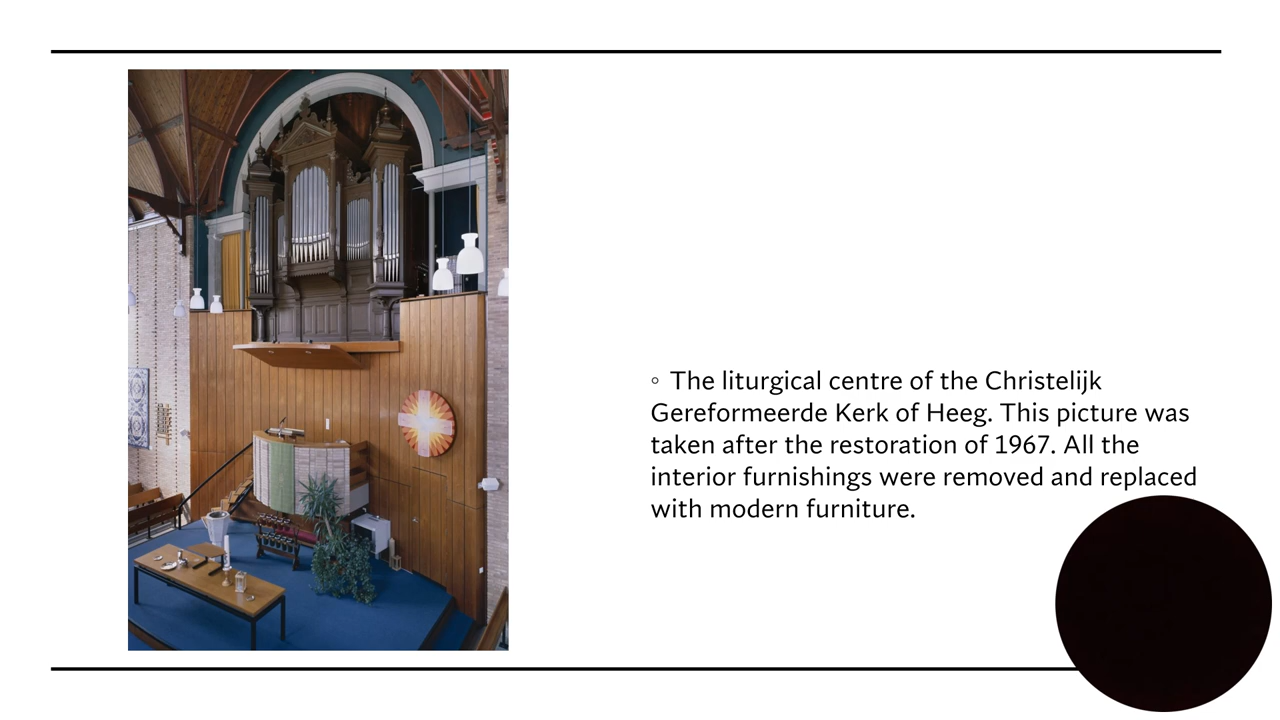 ◦ The liturgical centre of the Christelijk
Gereformeerde Kerk of Heeg. This picture was
taken after the restoration of 1967. All the
interior furnishings were removed and replaced
with modern furniture.